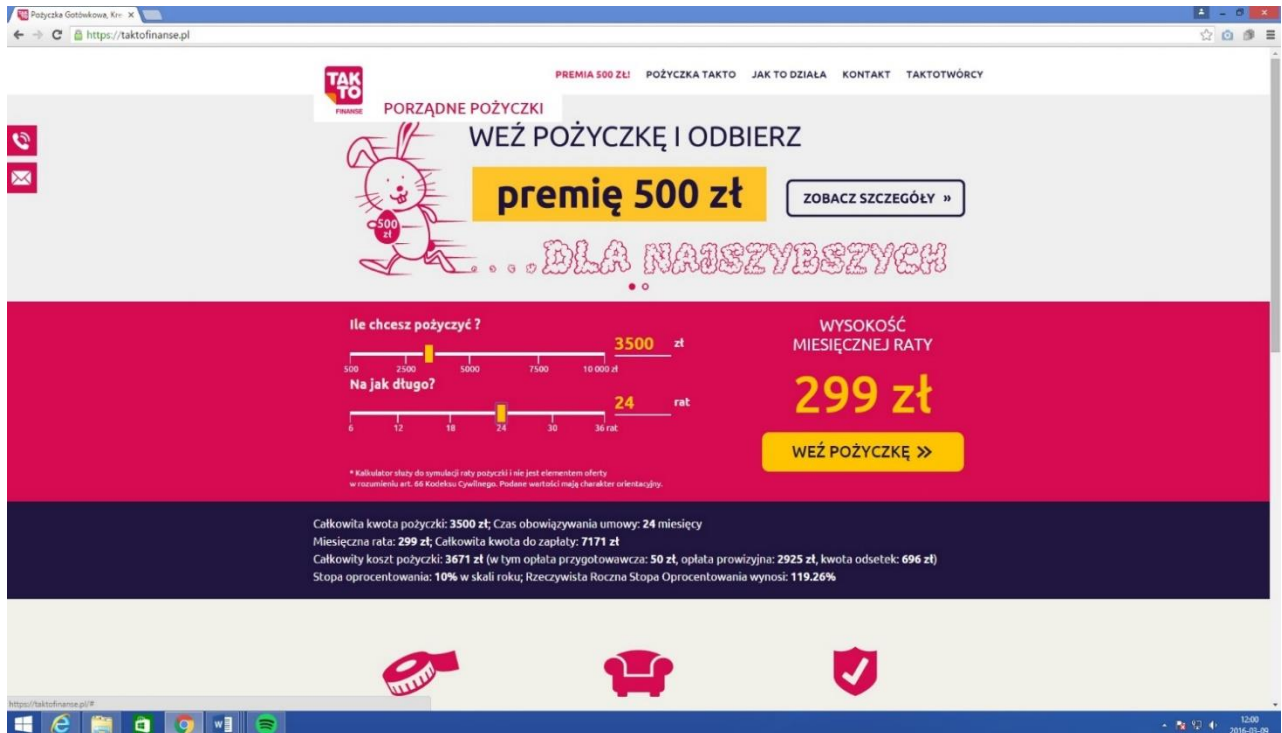 Pożyczka Gotówkowa, Kre
https://taktofinanse.pl
TAK
TO
FINANSE
PORZĄDNE POŻYCZKI
PREMIA 500 ZŁ! POŻYCZKA TAKTO JAK TO DZIAŁA KONTAKT TAKTOTWÓRCY
WEŹ POŻYCZKĘ I ODBIERZ
premię 500 zł
ZOBACZ SZCZEGÓŁY »
500
zł
....DLA NAJSZYBSZYCH
Ile chcesz pożyczyć ?
3500 zł
500 2500 5000 7500 10 000 zł
Na jak długo?
24 rat
6 12 18 24 30 36 rat
* Kalkulator służy do symulacji raty pożyczki i nie jest elementem oferty
w rozumieniu art. 66 Kodeksu Cywilnego. Podane wartości mają charakter orientacyjny.
WYSOKOŚĆ
MIESIĘCZNEJ RATY
299 zł
WEŹ POŻYCZKĘ »
Całkowita kwota pożyczki: 3500 zł; Czas obowiązywania umowy: 24 miesięcy
Miesięczna rata: 299 zł; Całkowita kwota do zapłaty: 7171 zł
Całkowity koszt pożyczki: 3671 zł (w tym opłata przygotowawcza: 50 zł, opłata prowizyjna: 2925 zł, kwota odsetek: 696 zł)
Stopa oprocentowania: 10% w skali roku; Rzeczywista Roczna Stopa Oprocentowania wynosi: 119.26%
https://taktofinanse.pl/#
12:00
2016-03-09